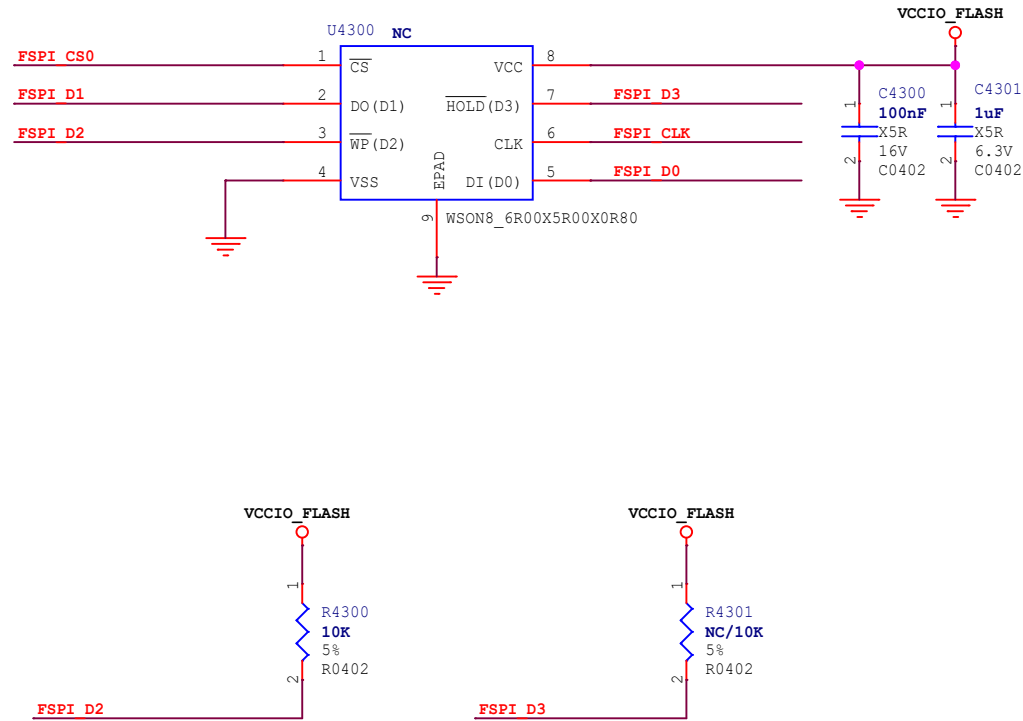 VCCIO_FLASH
U4300 NC
FSPI_CS0 1 CS VCC 8
FSPI_D1 2 DO(D1) HOLD(D3) 7 FSPI_D3
FSPI_D2 3 WP(D2) CLK 6 FSPI_CLK
4 VSS EPAD DI(D0) 5 FSPI_D0
9 WSON8_6R00X5R00X0R80
1 C4300
100nF
X5R
2 16V
C0402
1 C4301
1uF
X5R
2 6.3V
C0402
VCCIO_FLASH
1 R4300
10K
5%
2 R0402
FSPI_D2
VCCIO_FLASH
1 R4301
NC/10K
5%
2 R0402
FSPI_D3